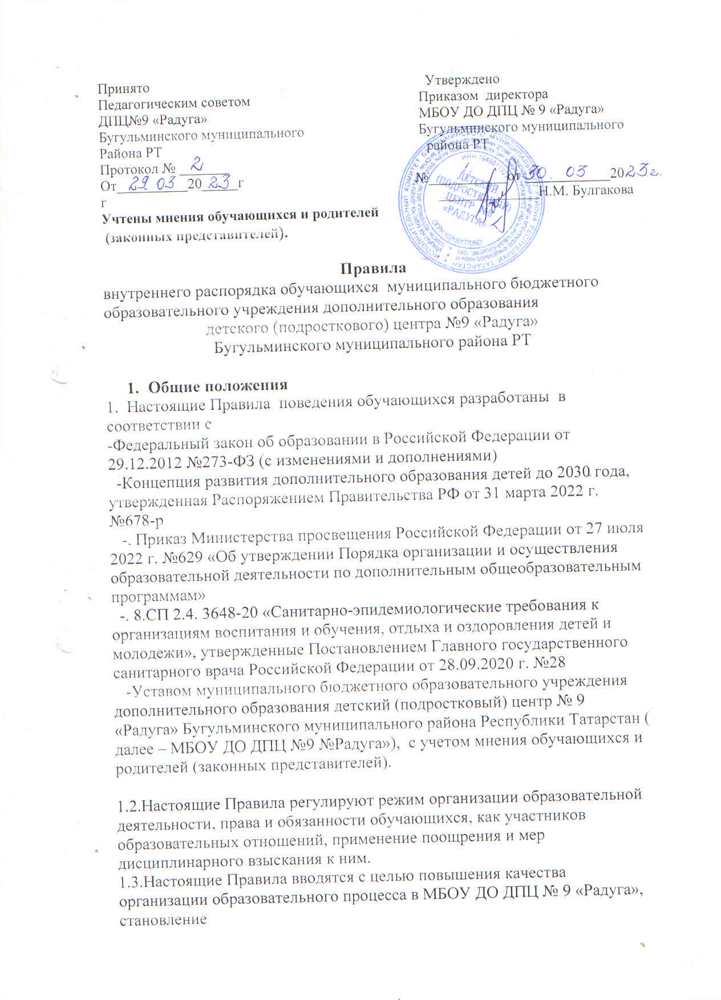 Принято
Педагогическим советом
ДПЦ№9 «Радуга»
Бугульминского муниципального
Района РТ
Протокол № 2
От 29. 03 20 23 г
г
Учтены мнения обучающихся и родителей
(законных представителей).
Утверждено
Приказом директора
МБОУ ДО ДПЦ № 9 «Радуга»
Бугульминского муниципального
района РТ
№ от 30. 03 2023г.
Н.М. Булгакова
ДЕТСКИЙ
(ПОДРОСТКОВЫЙ)
ЦЕНТР №9
«РАДУГА»
ОГРН 1021601770563
Правила
внутреннего распорядка обучающихся муниципального бюджетного
образовательного учреждения дополнительного образования
детского (подросткового) центра №9 «Радуга»
Бугульминского муниципального района РТ
1. Общие положения
1. Настоящие Правила поведения обучающихся разработаны в
соответствии с
-Федеральный закон об образовании в Российской Федерации от
29.12.2012 №273-ФЗ (с изменениями и дополнениями)
-Концепция развития дополнительного образования детей до 2030 года,
утвержденная Распоряжением Правительства РФ от 31 марта 2022 г.
№678-р
-. Приказ Министерства просвещения Российской Федерации от 27 июля
2022 г. №629 «Об утверждении Порядка организации и осуществления
образовательной деятельности по дополнительным общеобразовательным
программам»
-. 8.СП 2.4. 3648-20 «Санитарно-эпидемиологические требования к
организациям воспитания и обучения, отдыха и оздоровления детей и
молодежи», утвержденные Постановлением Главного государственного
санитарного врача Российской Федерации от 28.09.2020 г. №28
-Уставом муниципального бюджетного образовательного учреждения
дополнительного образования детский (подростковый) центр № 9
«Радуга» Бугульминского муниципального района Республики Татарстан (
далее – МБОУ ДО ДПЦ №9 №Радуга»), с учетом мнения обучающихся и
родителей (законных представителей).
1.2.Настоящие Правила регулируют режим организации образовательной
деятельности, права и обязанности обучающихся, как участников
образовательных отношений, применение поощрения и мер
дисциплинарного взыскания к ним.
1.3.Настоящие Правила вводятся с целью повышения качества
организации образовательного процесса в МБОУ ДО ДПЦ № 9 «Радуга»,
становление